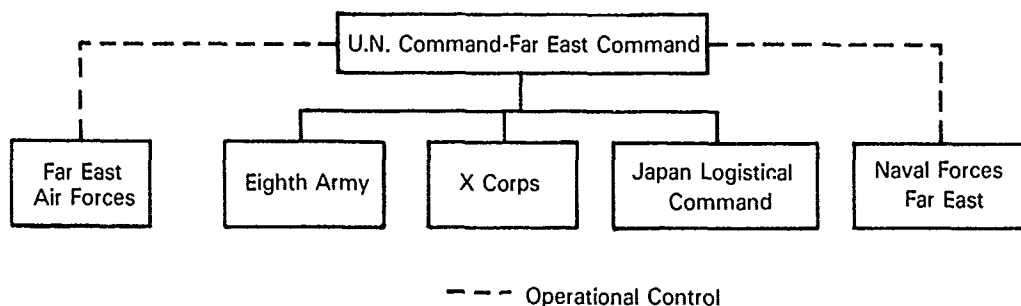 U.N. Command-Far East Command
Far East
Air Forces
Eighth Army
X Corps
Japan Logistical
Command
Naval Forces
Far East
Operational Control